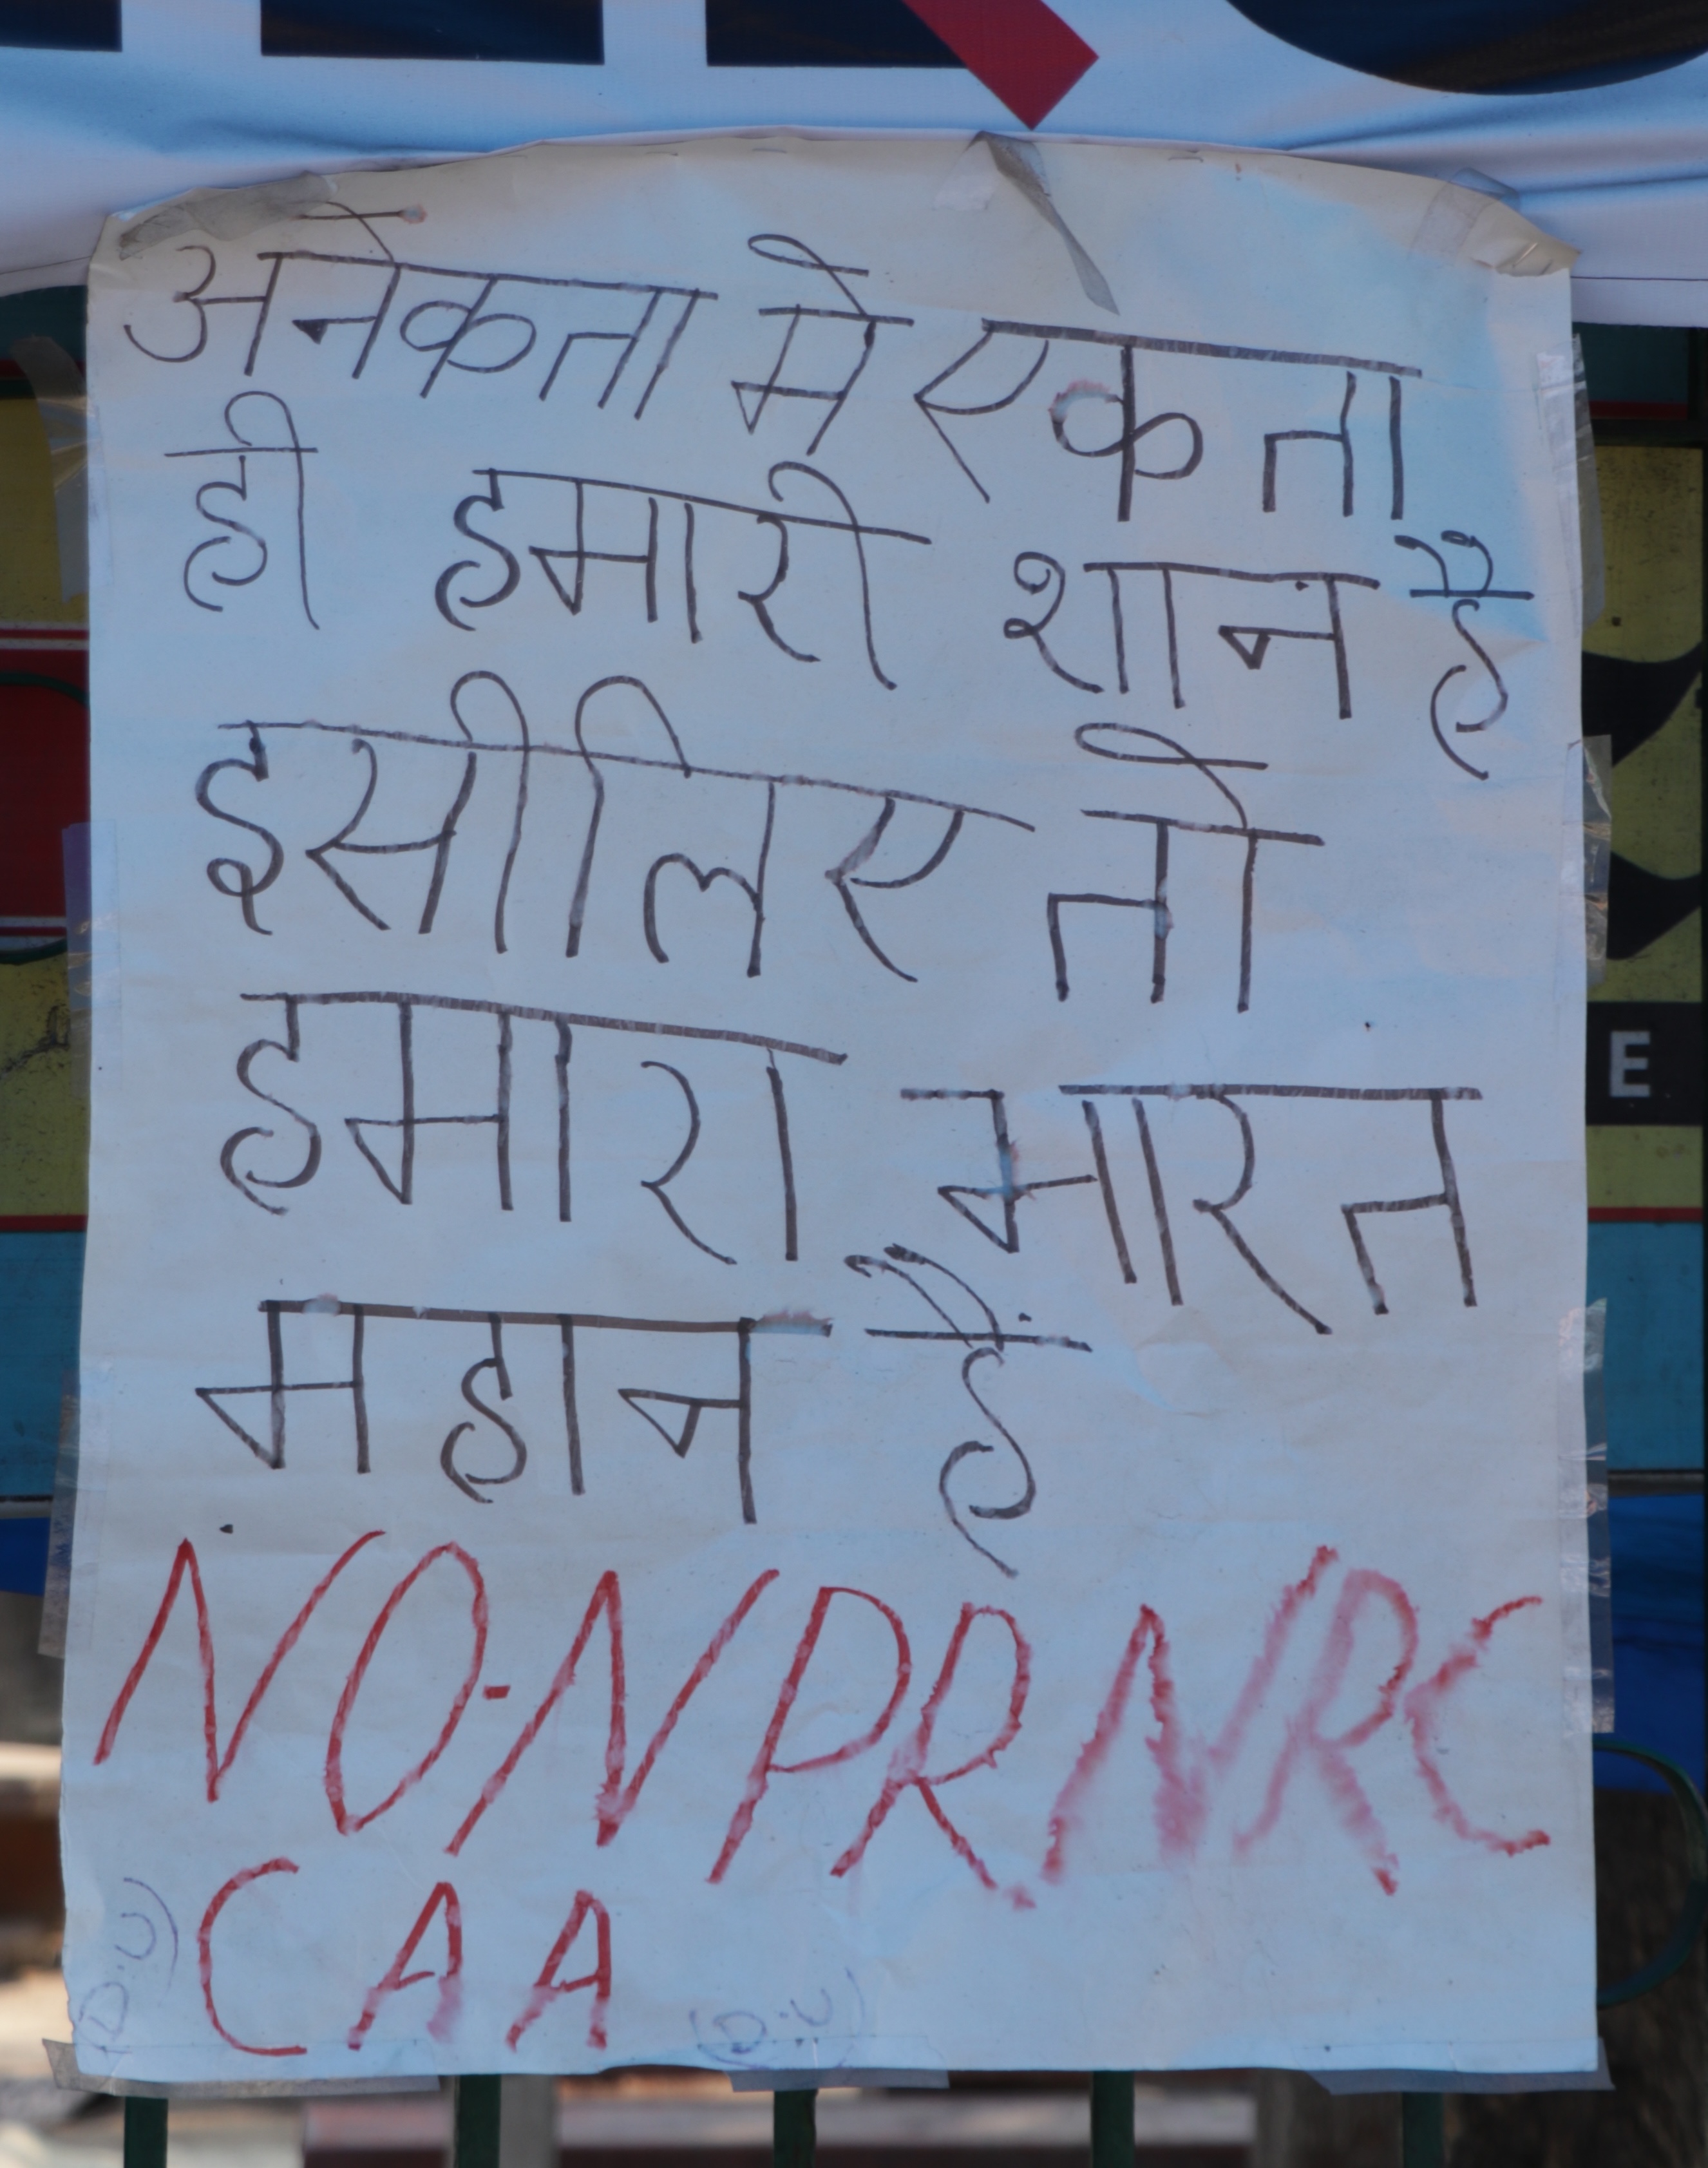 अनेकता मे एकता
ही हमारी शान है
इसीलिए तो
हमारा भारत
महान है
NO-NPR NRC
CAA
(D.U)
(D.U)
E